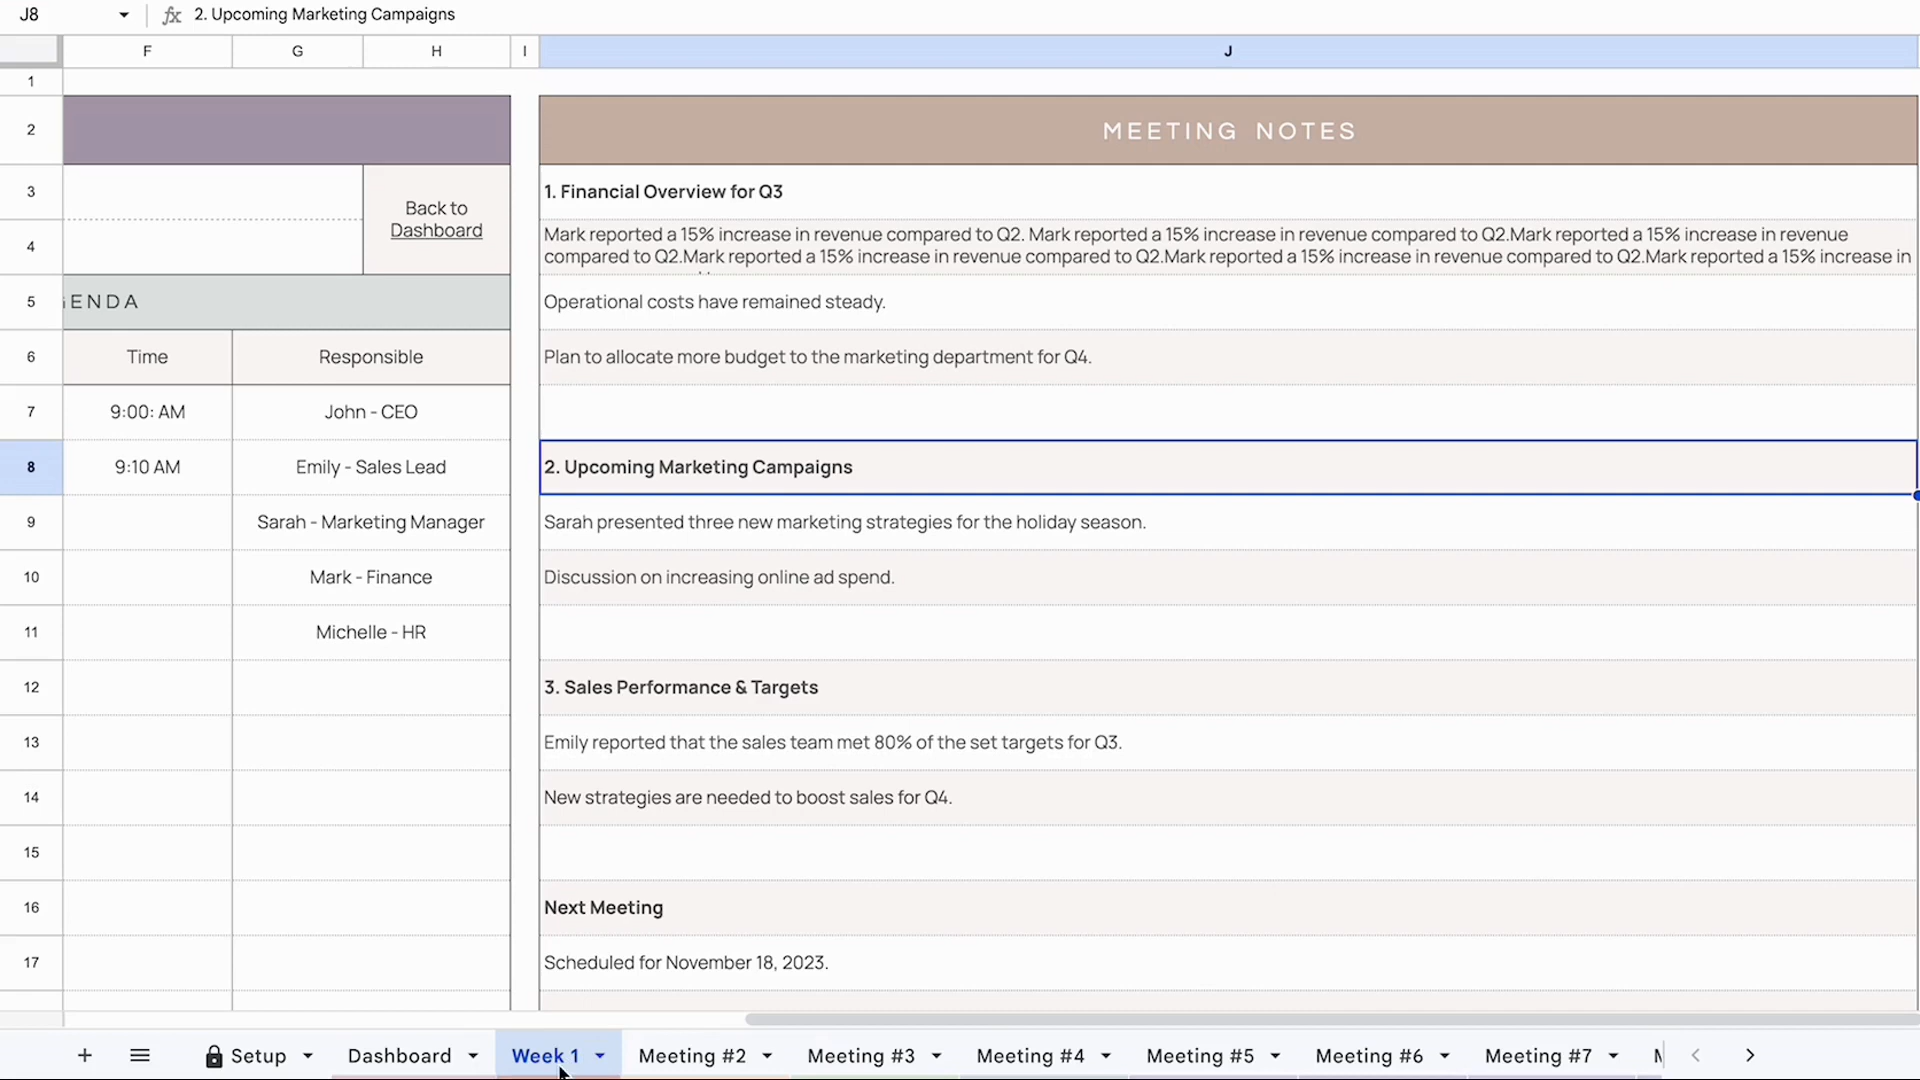 J8 fx 2. Upcoming Marketing Campaigns
F G H I J
1
2 MEETING NOTES
3 Back to Dashboard 1. Financial Overview for Q3
4 Mark reported a 15% increase in revenue compared to Q2. Mark reported a 15% increase in revenue compared to Q2.Mark reported a 15% increase in revenue
compared to Q2.Mark reported a 15% increase in revenue compared to Q2.Mark reported a 15% increase in revenue compared to Q2.Mark reported a 15% increase in
5 GENDA Operational costs have remained steady.
6 Time Responsible Plan to allocate more budget to the marketing department for Q4.
7 9:00: AM John - CEO
8 9:10 AM Emily - Sales Lead 2. Upcoming Marketing Campaigns
9 Sarah - Marketing Manager Sarah presented three new marketing strategies for the holiday season.
10 Mark - Finance Discussion on increasing online ad spend.
11 Michelle - HR
12 3. Sales Performance & Targets
13 Emily reported that the sales team met 80% of the set targets for Q3.
14 New strategies are needed to boost sales for Q4.
15
16 Next Meeting
17 Scheduled for November 18, 2023.
Setup Dashboard Week 1 Meeting #2 Meeting #3 Meeting #4 Meeting #5 Meeting #6 Meeting #7